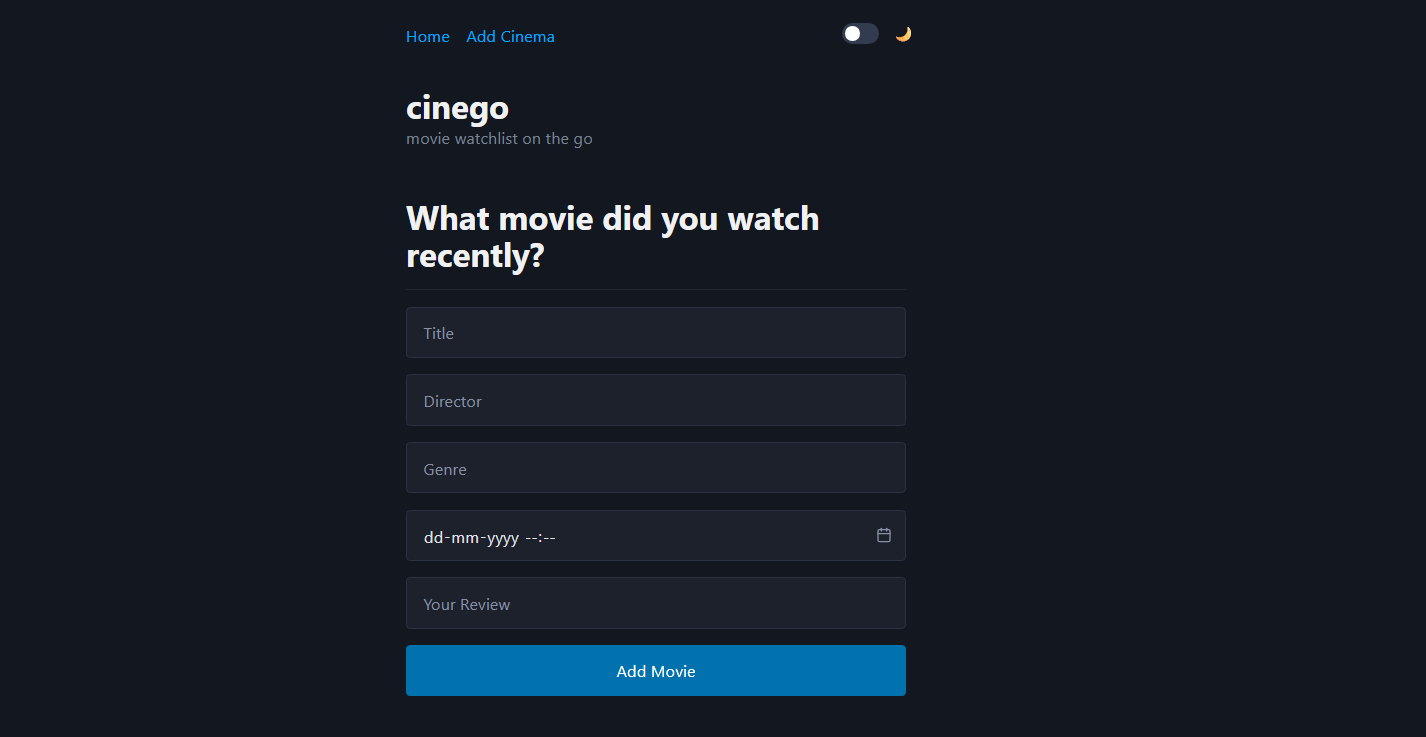 Home Add Cinema 🌙
cinego
movie watchlist on the go
What movie did you watch
recently?
Title
Director
Genre
dd-mm-yyyy --:--
Your Review
Add Movie